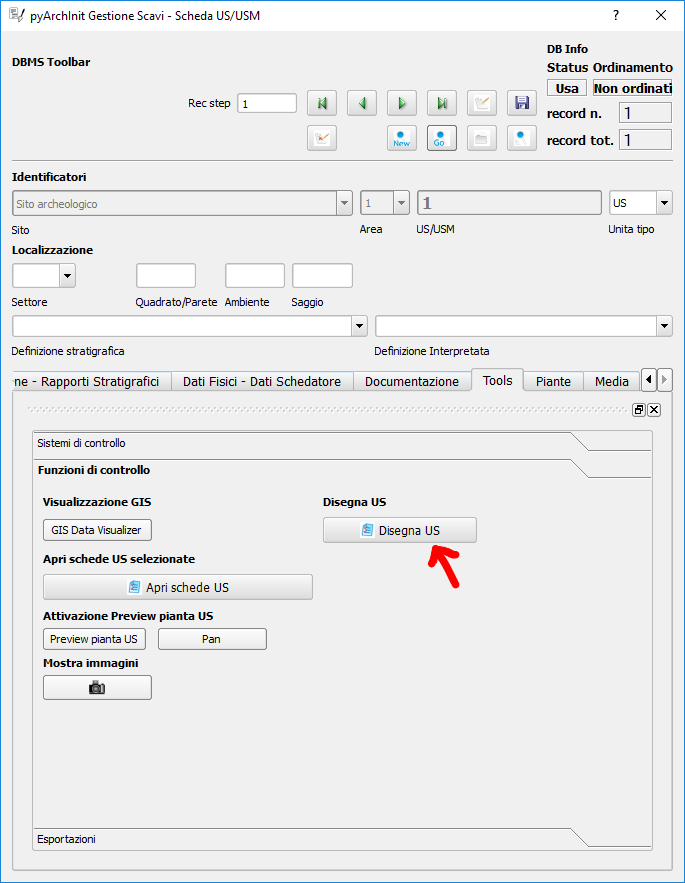 pyArchInit Gestione Scavi - Scheda US/USM
?
DBMS Toolbar
DB Info
Status Ordinamento
Usa Non ordinati
Rec step 1
record n. 1
New
Go
record tot. 1
Identificatori
Sito archeologico 1 1 US
Sito Area US/USM Unita tipo
Localizzazione
Settore Quadrato/Parete Ambiente Saggio
Definizione stratigrafica Definizione Interpretata
ne - Rapporti Stratigrafici Dati Fisici - Dati Schedatore Documentazione Tools Piante Media
Sistemi di controllo
Funzioni di controllo
Visualizzazione GIS Disegna US
GIS Data Visualizer Disegna US
Apri schede US selezionate
Apri schede US
Attivazione Preview pianta US
Preview pianta US Pan
Mostra immagini
Esportazioni